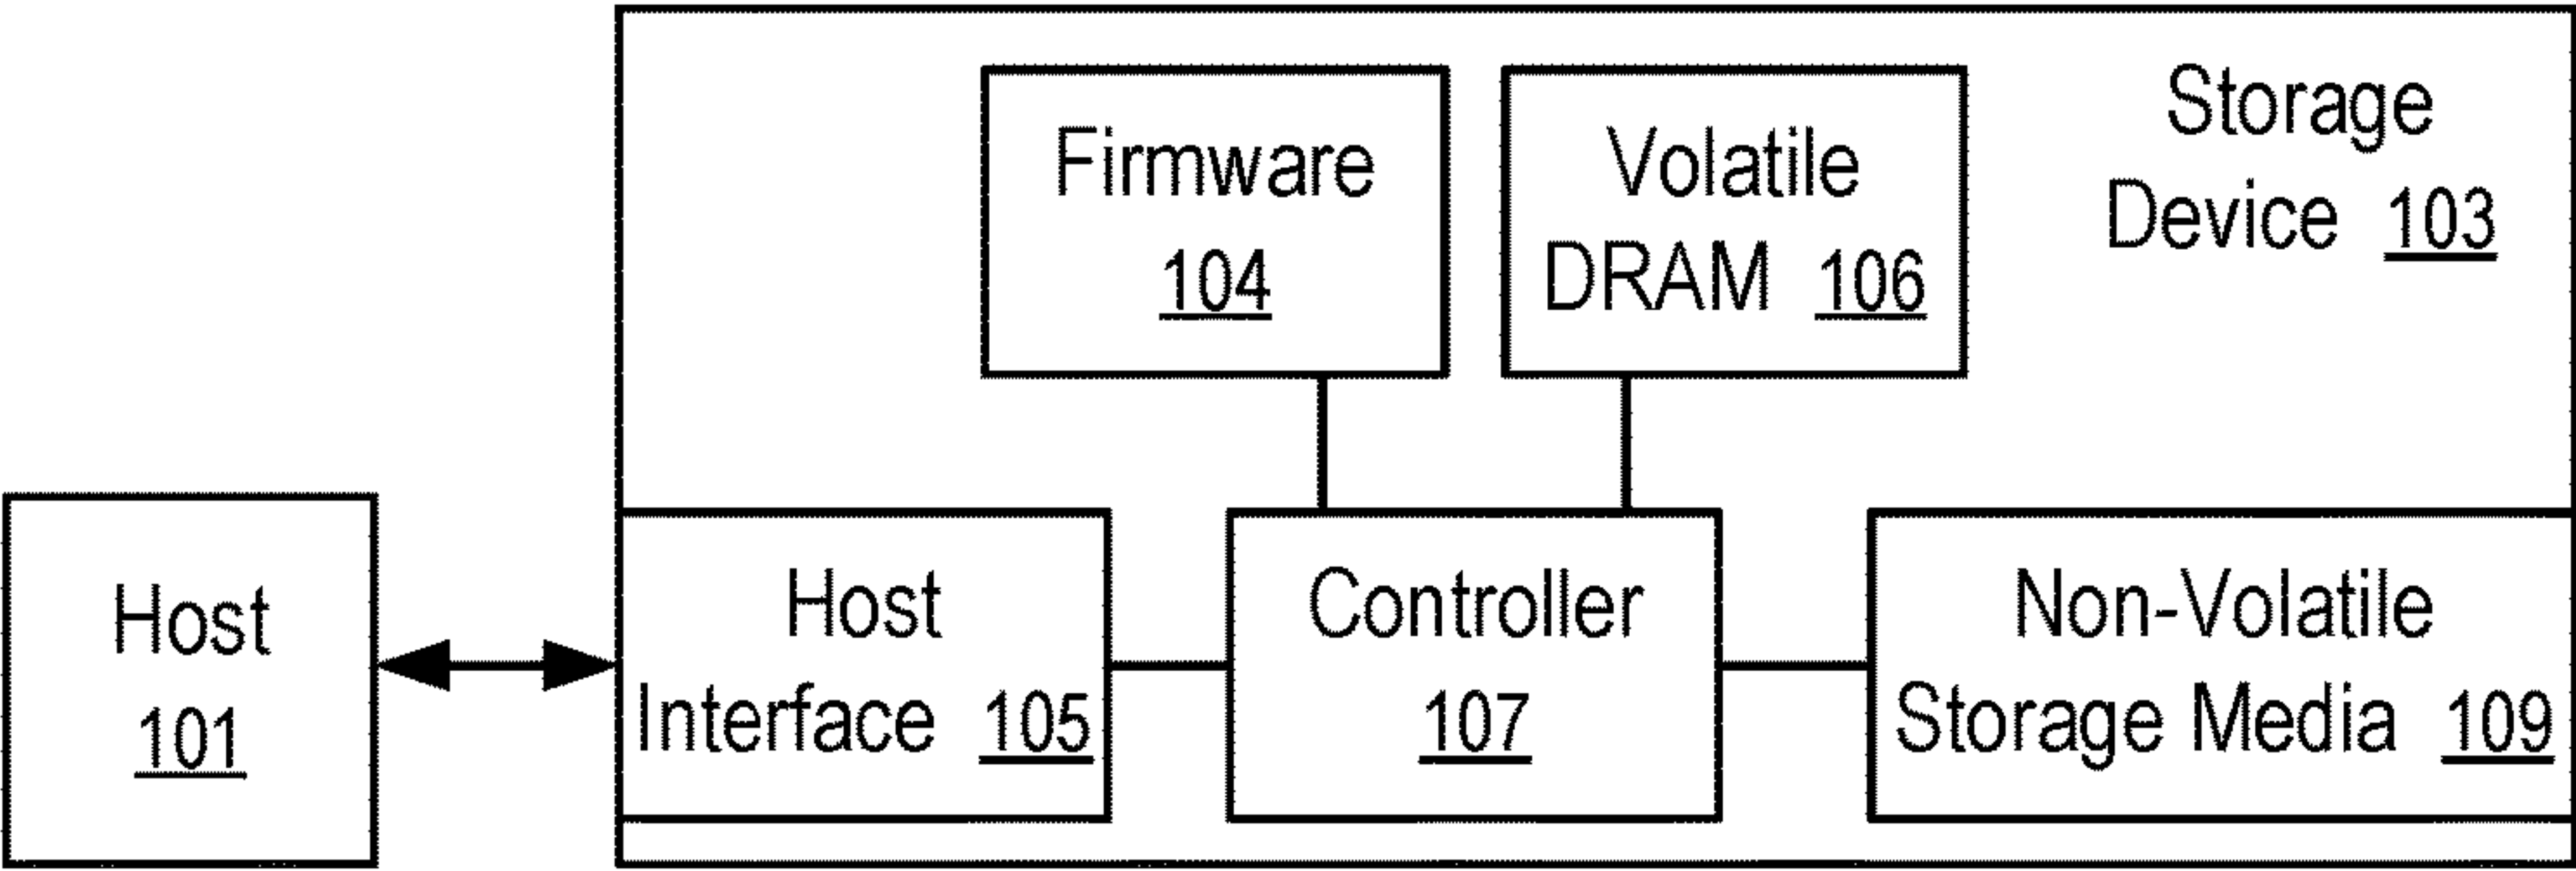 Firmware
104
Volatile
DRAM 106
Storage
Device 103
Host
101
Host
Interface 105
Controller
107
Non-Volatile
Storage Media 109